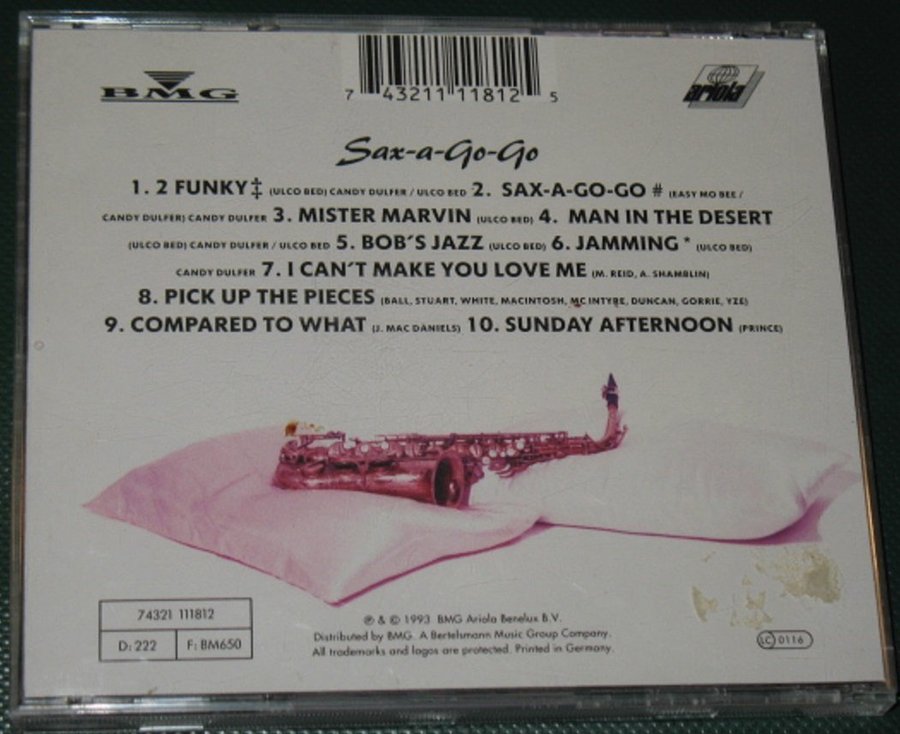 BMG
7 43211 11812 5
ariola
Sax-a-Go-Go
1. 2 FUNKY ‡ (ULCO BED) CANDY DULFER / ULCO BED 2. SAX-A-GO-GO # (EASY MO BEE /
CANDY DULFER) CANDY DULFER 3. MISTER MARVIN (ULCO BED) 4. MAN IN THE DESERT
(ULCO BED) CANDY DULFER / ULCO BED 5. BOB'S JAZZ (ULCO BED) 6. JAMMING * (ULCO BED)
CANDY DULFER 7. I CAN'T MAKE YOU LOVE ME (M. REID, A. SHAMBLIN)
8. PICK UP THE PIECES (BALL, STUART, WHITE, MACINTOSH, MC INTYRE, DUNCAN, GORRIE, YZE)
9. COMPARED TO WHAT (J. MAC DANIELS) 10. SUNDAY AFTERNOON (PRINCE)
74321 111812
D: 222 F: BM650
℗ & © 1993 BMG Ariola Benelux B.V.
Distributed by BMG. A Bertelsmann Music Group Company.
All trademarks and logos are protected. Printed in Germany.
LC 0116